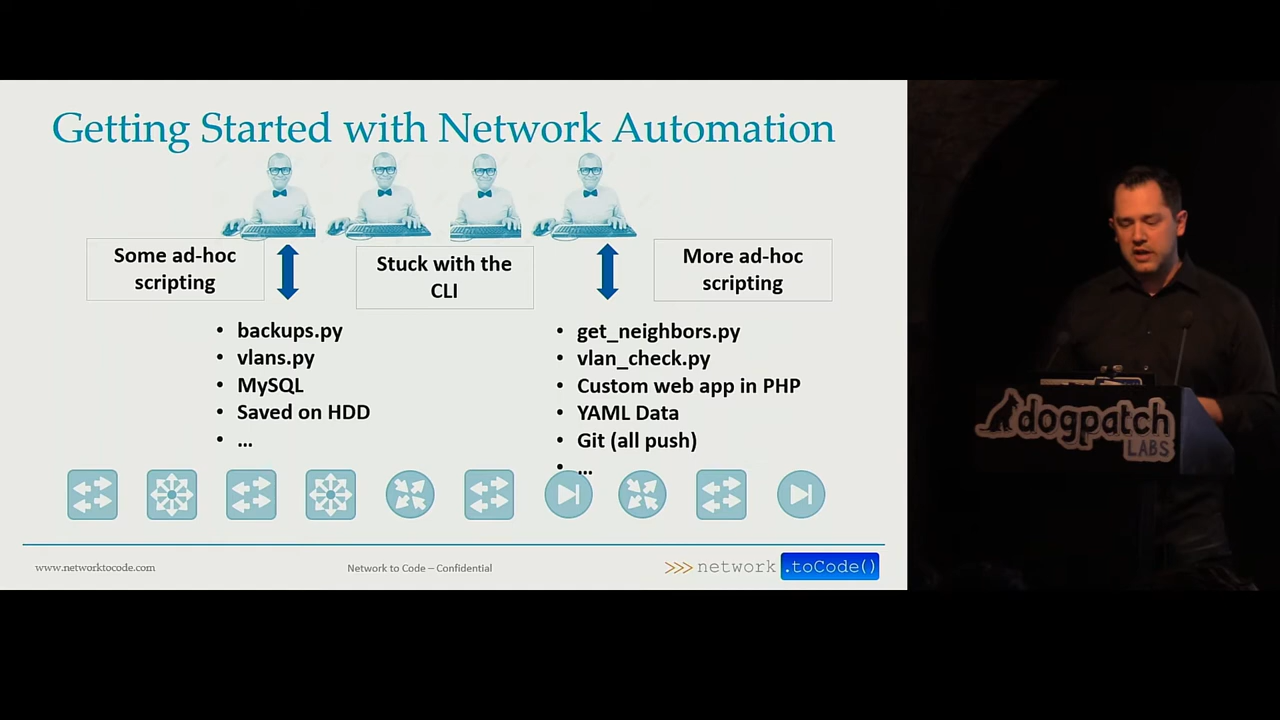 Getting Started with Network Automation
Some ad-hoc
scripting
Stuck with the
CLI
More ad-hoc
scripting
• backups.py
• vlans.py
• MySQL
• Saved on HDD
• …
• get_neighbors.py
• vlan_check.py
• Custom web app in PHP
• YAML Data
• Git (all push)
• …
www.networktocode.com
Network to Code – Confidential
>>> network .toCode()
dogpatch
LABS